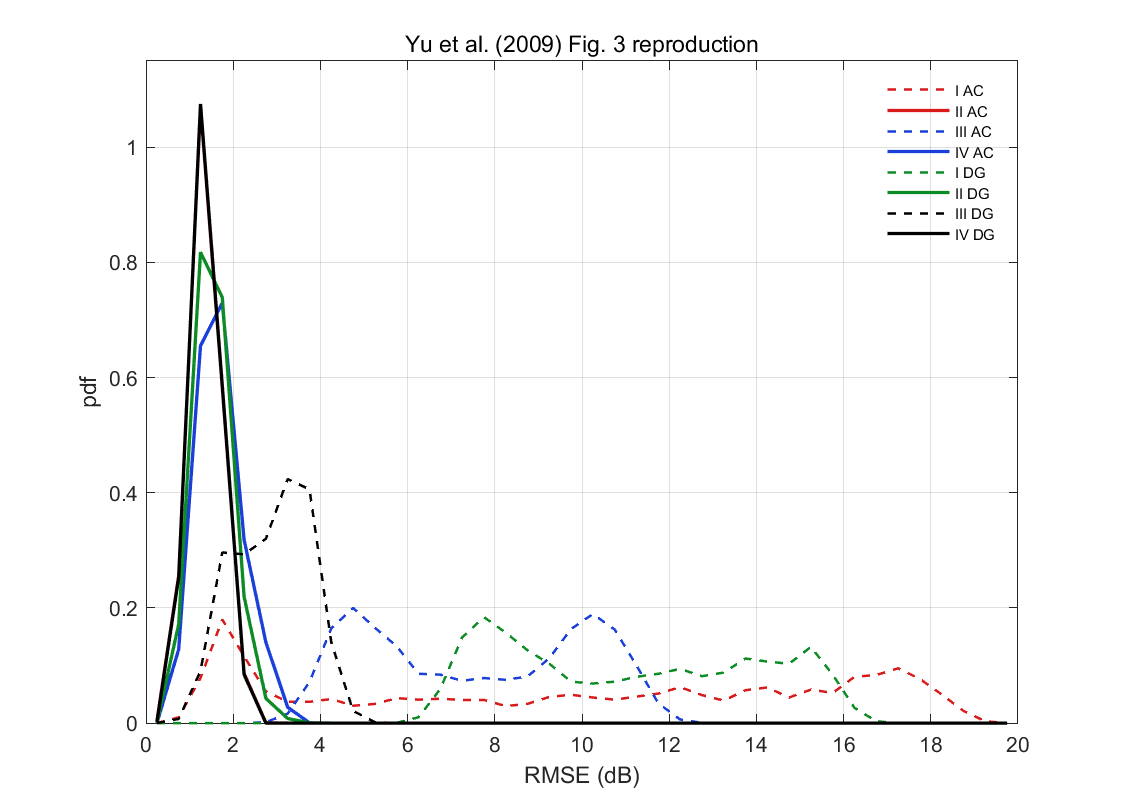 Yu et al. (2009) Fig. 3 reproduction
I AC
II AC
III AC
IV AC
I DG
II DG
III DG
IV DG
1
0.8
0.6
0.4
0.2
0
pdf
0 2 4 6 8 10 12 14 16 18 20
RMSE (dB)